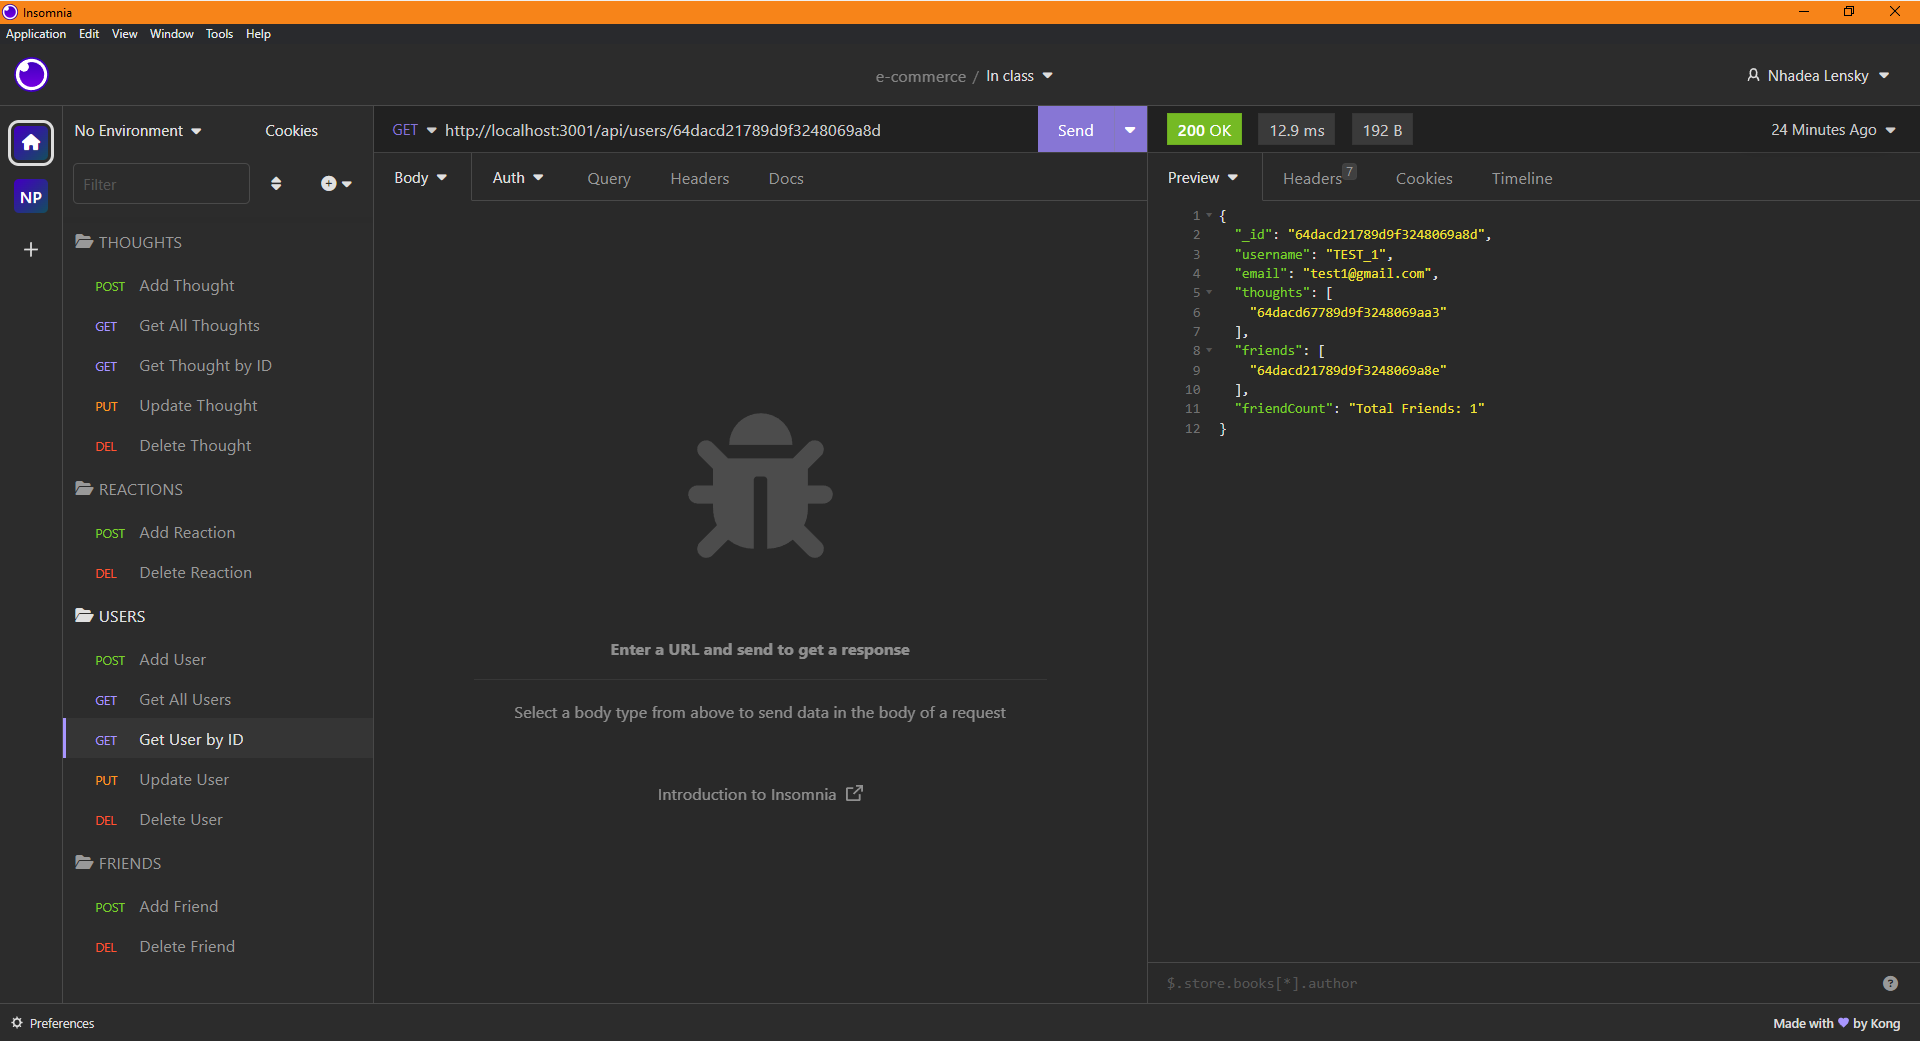 Insomnia
Application Edit View Window Tools Help
e-commerce / In class
Nhadea Lensky
No Environment Cookies
Filter
NP
THOUGHTS
POST Add Thought
GET Get All Thoughts
GET Get Thought by ID
PUT Update Thought
DEL Delete Thought
REACTIONS
POST Add Reaction
DEL Delete Reaction
USERS
POST Add User
GET Get All Users
GET Get User by ID
PUT Update User
DEL Delete User
FRIENDS
POST Add Friend
DEL Delete Friend
GET http://localhost:3001/api/users/64dacd21789d9f3248069a8d Send
Body Auth Query Headers Docs
Enter a URL and send to get a response
Select a body type from above to send data in the body of a request
Introduction to Insomnia
200 OK 12.9 ms 192 B 24 Minutes Ago
Preview Headers 7 Cookies Timeline
1 {
2 "_id": "64dacd21789d9f3248069a8d",
3 "username": "TEST_1",
4 "email": "test1@gmail.com",
5 "thoughts": [
6 "64dacd67789d9f3248069aa3"
7 ],
8 "friends": [
9 "64dacd21789d9f3248069a8e"
10 ],
11 "friendCount": "Total Friends: 1"
12 }
$.store.books[*].author ?
Preferences
Made with by Kong